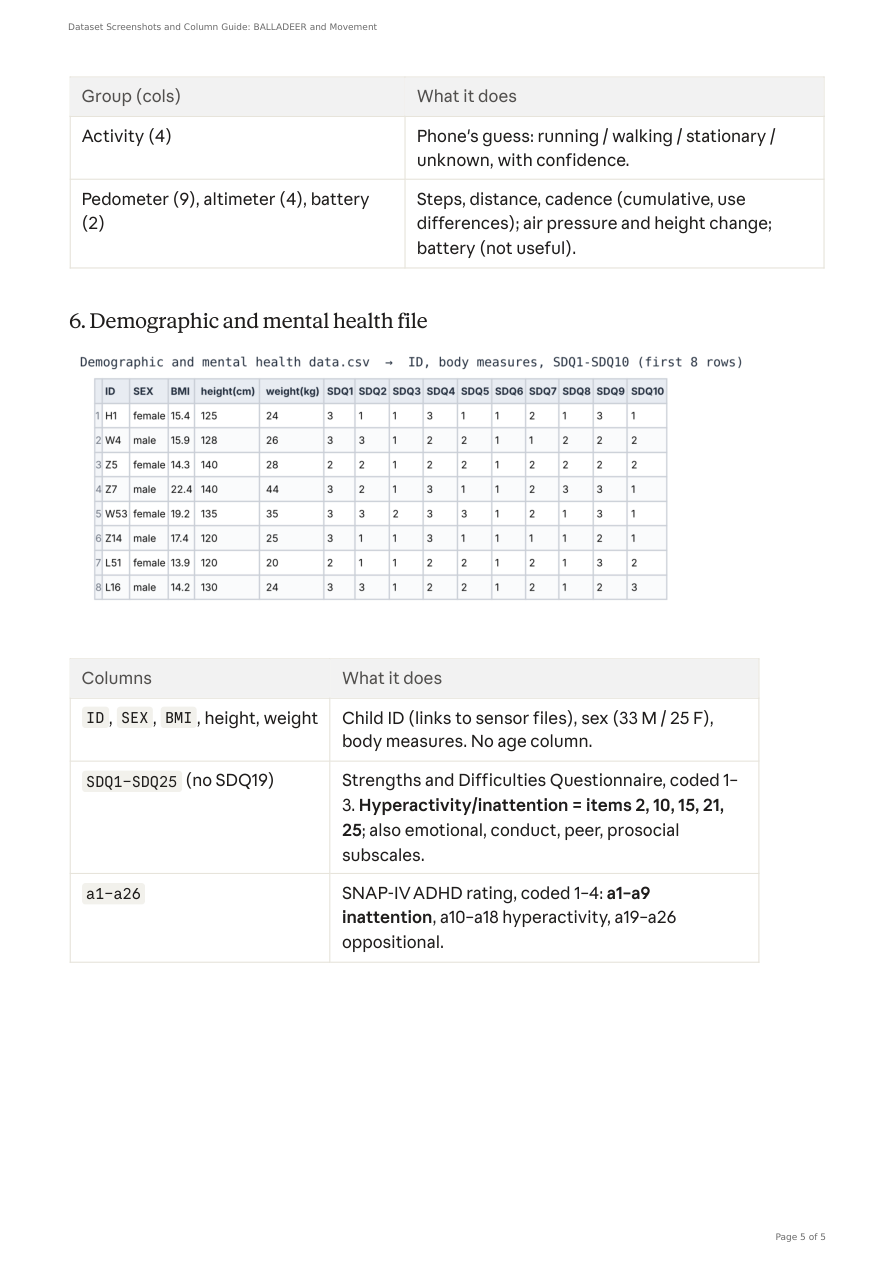 Dataset Screenshots and Column Guide: BALLADEER and Movement
Group (cols) What it does
Activity (4) Phone's guess: running / walking / stationary /
unknown, with confidence.
Pedometer (9), altimeter (4), battery Steps, distance, cadence (cumulative, use
(2) differences); air pressure and height change;
battery (not useful).
6. Demographic and mental health file
Demographic and mental health data.csv → ID, body measures, SDQ1-SDQ10 (first 8 rows)
ID SEX BMI height(cm) weight(kg) SDQ1 SDQ2 SDQ3 SDQ4 SDQ5 SDQ6 SDQ7 SDQ8 SDQ9 SDQ10
1 H1 female 15.4 125 24 3 1 1 3 1 1 2 1 3 1
2 W4 male 15.9 128 26 3 3 1 2 2 1 1 2 2 2
3 Z5 female 14.3 140 28 2 2 1 2 2 1 2 2 2 2
4 Z7 male 22.4 140 44 3 2 1 3 1 1 2 3 3 1
5 W53 female 19.2 135 35 3 3 2 3 3 1 2 1 3 1
6 Z14 male 17.4 120 25 3 1 1 3 1 1 1 1 2 1
7 L51 female 13.9 120 20 2 1 1 2 2 1 2 1 3 2
8 L16 male 14.2 130 24 3 3 1 2 2 1 2 1 2 3
Columns What it does
ID, SEX, BMI, height, weight Child ID (links to sensor files), sex (33 M / 25 F),
body measures. No age column.
SDQ1–SDQ25 (no SDQ19) Strengths and Difficulties Questionnaire, coded 1–
3. Hyperactivity/inattention = items 2, 10, 15, 21,
25; also emotional, conduct, peer, prosocial
subscales.
a1–a26 SNAP-IV ADHD rating, coded 1–4: a1–a9
inattention, a10–a18 hyperactivity, a19–a26
oppositional.
Page 5 of 5